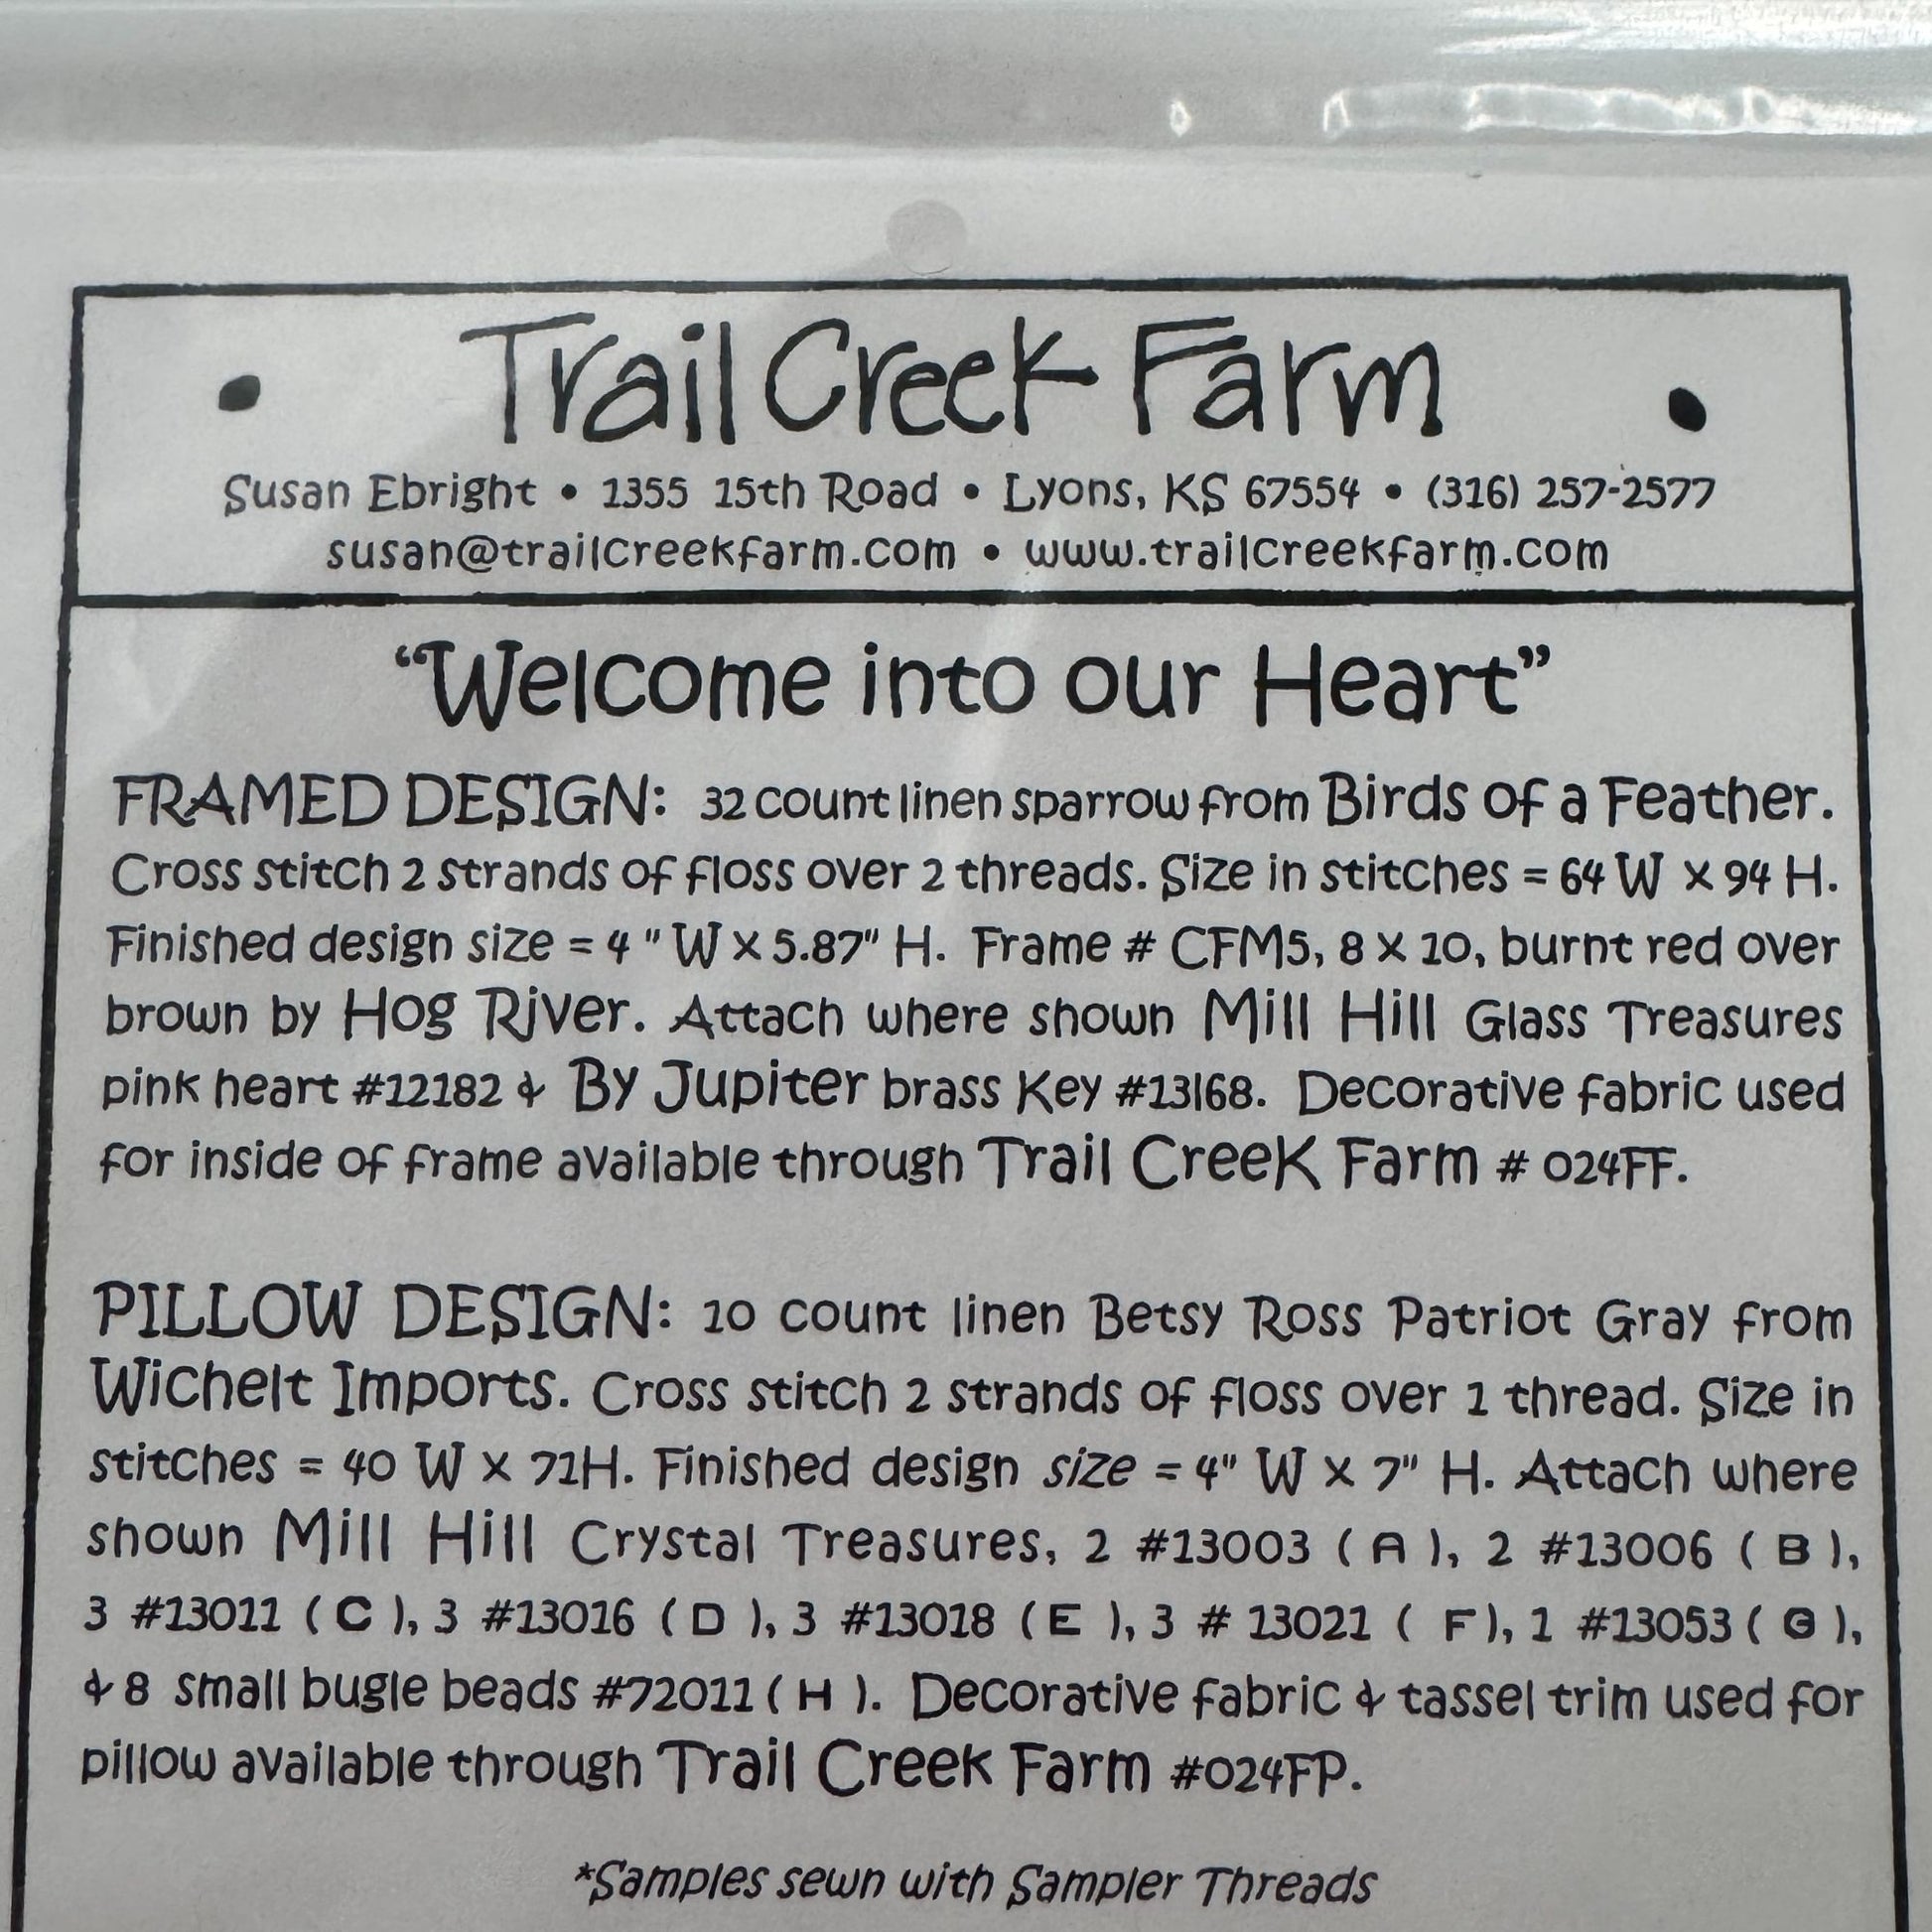 Trail Creek Farm
Susan Ebright • 1355 15th Road • Lyons, KS 67554 • (316) 257-2577
susan@trailcreekfarm.com • www.trailcreekfarm.com
“Welcome into our Heart”
FRAMED DESIGN: 32 count linen sparrow from Birds of a Feather.
Cross stitch 2 strands of floss over 2 threads. Size in stitches = 64 W x 94 H.
Finished design size = 4 " W x 5.87" H. Frame # CFM5, 8 x 10, burnt red over
brown by Hog River. Attach where shown Mill Hill Glass Treasures
pink heart #12182 & By Jupiter brass Key #13168. Decorative fabric used
for inside of frame available through Trail Creek Farm # 024FF.
PILLOW DESIGN: 10 count linen Betsy Ross Patriot Gray from
Wichelt Imports. Cross stitch 2 strands of floss over 1 thread. Size in
stitches = 40 W x 71H. Finished design size = 4" W x 7" H. Attach where
shown Mill Hill Crystal Treasures, 2 #13003 ( A ), 2 #13006 ( B ),
3 #13011 ( C ), 3 #13016 ( D ), 3 #13018 ( E ), 3 # 13021 ( F ), 1 #13053 ( G ),
& 8 small bugle beads #72011 ( H ). Decorative fabric & tassel trim used for
pillow available through Trail Creek Farm #024FP.
*Samples sewn with Sampler Threads